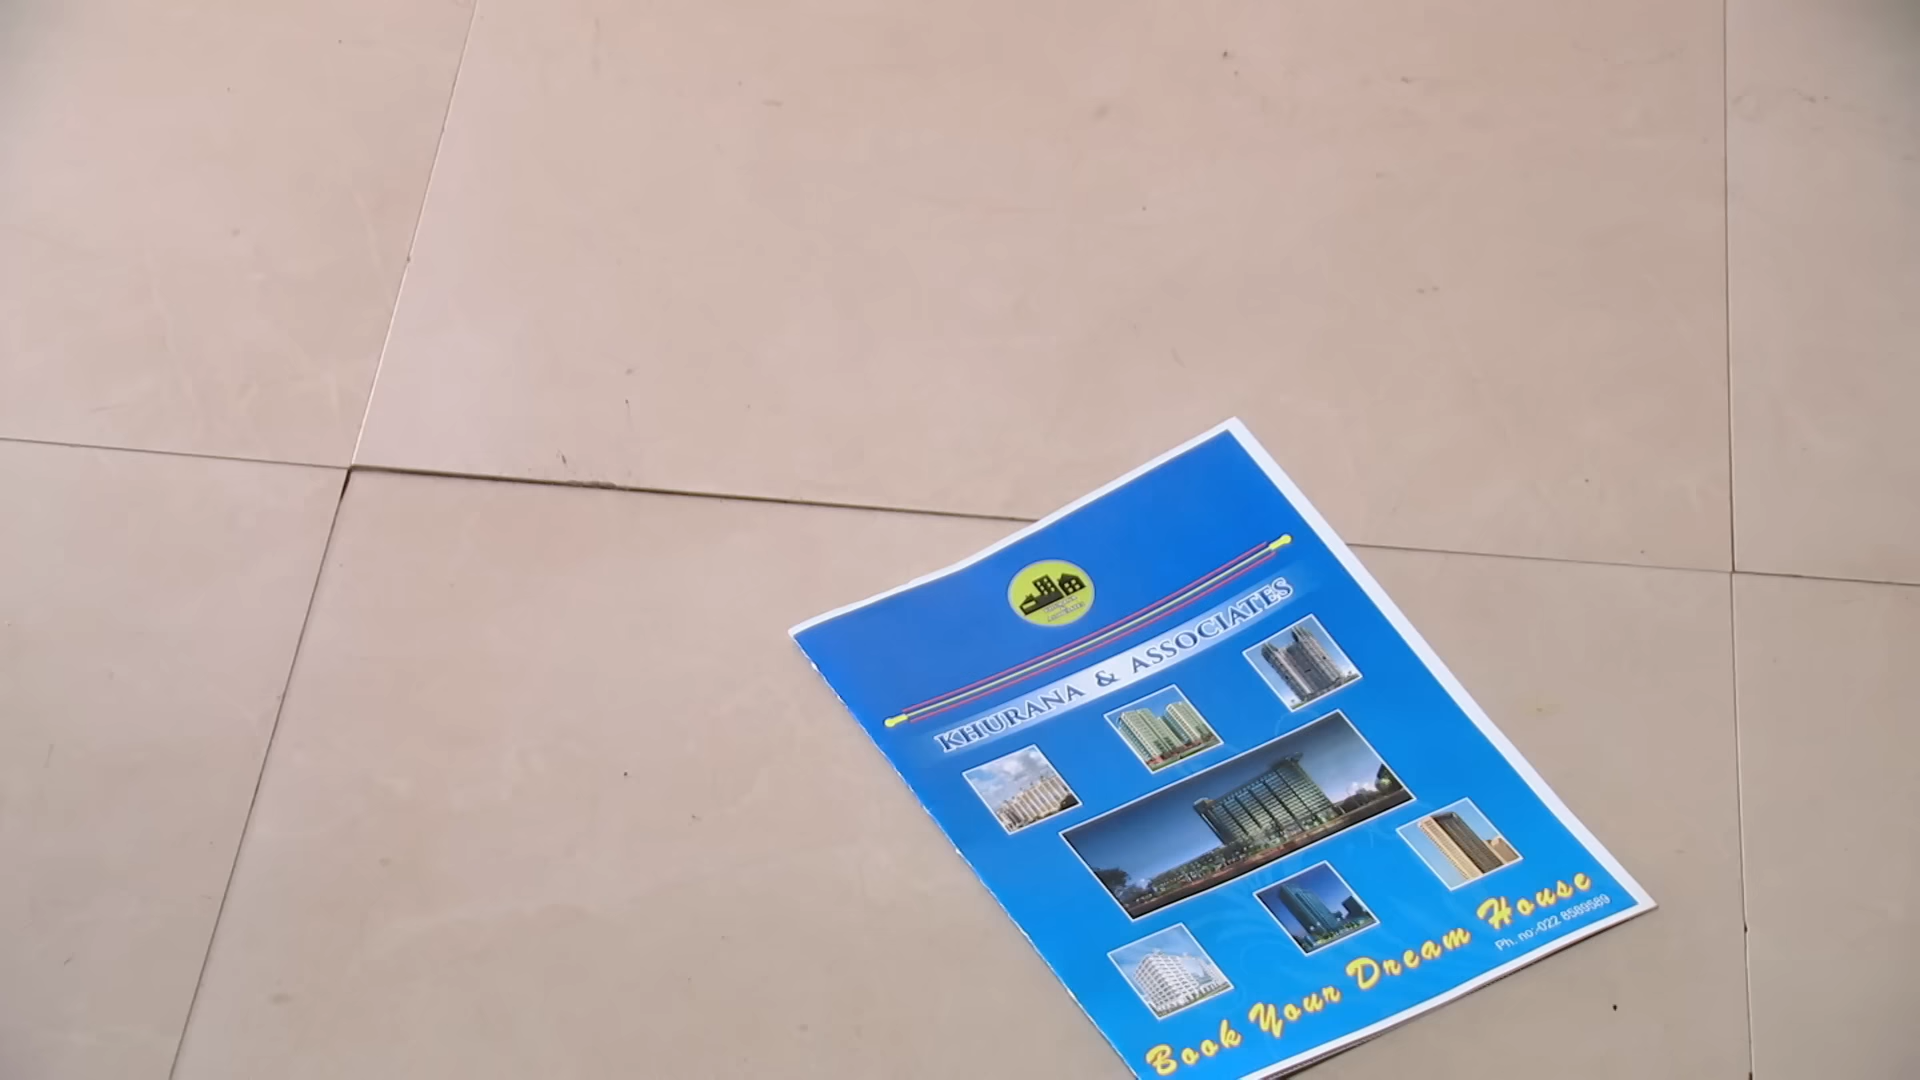 KHURANA & ASSOCIATES
Book Your Dream House
Ph. no:-022 8589589